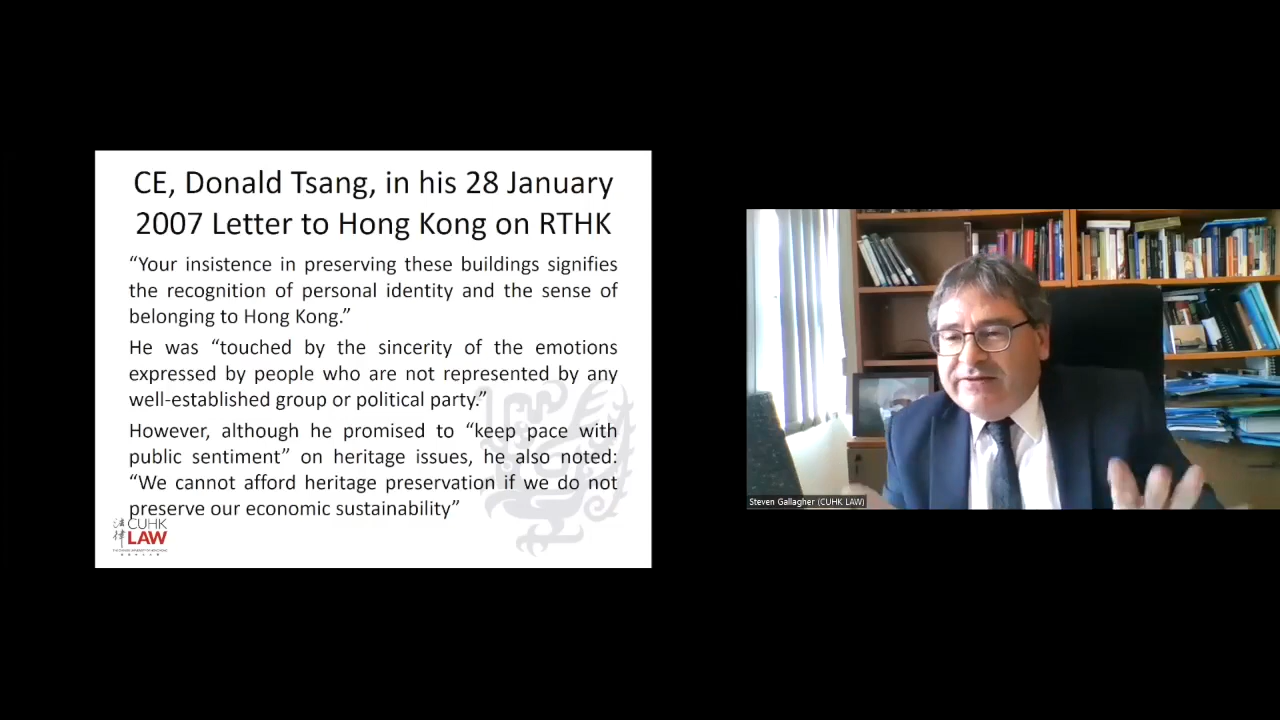 CE, Donald Tsang, in his 28 January
2007 Letter to Hong Kong on RTHK
“Your insistence in preserving these buildings signifies
the recognition of personal identity and the sense of
belonging to Hong Kong.”
He was “touched by the sincerity of the emotions
expressed by people who are not represented by any
well-established group or political party.”
However, although he promised to “keep pace with
public sentiment” on heritage issues, he also noted:
“We cannot afford heritage preservation if we do not
preserve our economic sustainability”
法律
CUHK
LAW
Steven Gallagher (CUHK LAW)